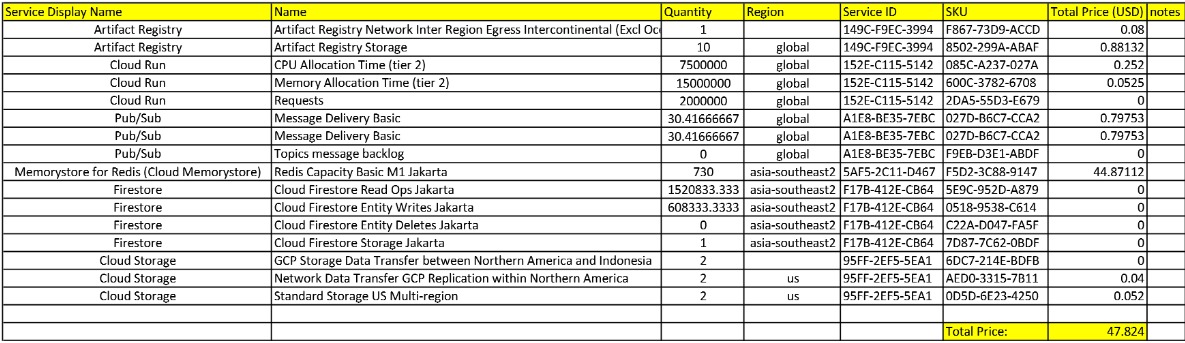 Service Display Name Name Quantity Region Service ID SKU Total Price (USD) notes
Artifact Registry Artifact Registry Network Inter Region Egress Intercontinental (Excl Oce 1 149C-F9EC-3994 F867-73D9-ACCD 0.08
Artifact Registry Artifact Registry Storage 10 global 149C-F9EC-3994 8502-299A-ABAF 0.88132
Cloud Run CPU Allocation Time (tier 2) 7500000 global 152E-C115-5142 085C-A237-027A 0.252
Cloud Run Memory Allocation Time (tier 2) 15000000 global 152E-C115-5142 600C-3782-6708 0.0525
Cloud Run Requests 2000000 global 152E-C115-5142 2DA5-55D3-E679 0
Pub/Sub Message Delivery Basic 30.41666667 global A1E8-BE35-7EBC 027D-B6C7-CCA2 0.79753
Pub/Sub Message Delivery Basic 30.41666667 global A1E8-BE35-7EBC 027D-B6C7-CCA2 0.79753
Pub/Sub Topics message backlog 0 global A1E8-BE35-7EBC F9EB-D3E1-ABDF 0
Memorystore for Redis (Cloud Memorystore) Redis Capacity Basic M1 Jakarta 730 asia-southeast2 5AF5-2C11-D467 F5D2-3C88-9147 44.87112
Firestore Cloud Firestore Read Ops Jakarta 1520833.333 asia-southeast2 F17B-412E-CB64 5E9C-952D-A879 0
Firestore Cloud Firestore Entity Writes Jakarta 608333.3333 asia-southeast2 F17B-412E-CB64 0518-9538-C614 0
Firestore Cloud Firestore Entity Deletes Jakarta 0 asia-southeast2 F17B-412E-CB64 C22A-D047-FA5F 0
Firestore Cloud Firestore Storage Jakarta 1 asia-southeast2 F17B-412E-CB64 7D87-7C62-0BDF 0
Cloud Storage GCP Storage Data Transfer between Northern America and Indonesia 2 95FF-2EF5-5EA1 6DC7-214E-BDFB 0
Cloud Storage Network Data Transfer GCP Replication within Northern America 2 us 95FF-2EF5-5EA1 AED0-3315-7B11 0.04
Cloud Storage Standard Storage US Multi-region 2 us 95FF-2EF5-5EA1 0D5D-6E23-4250 0.052
Total Price: 47.824